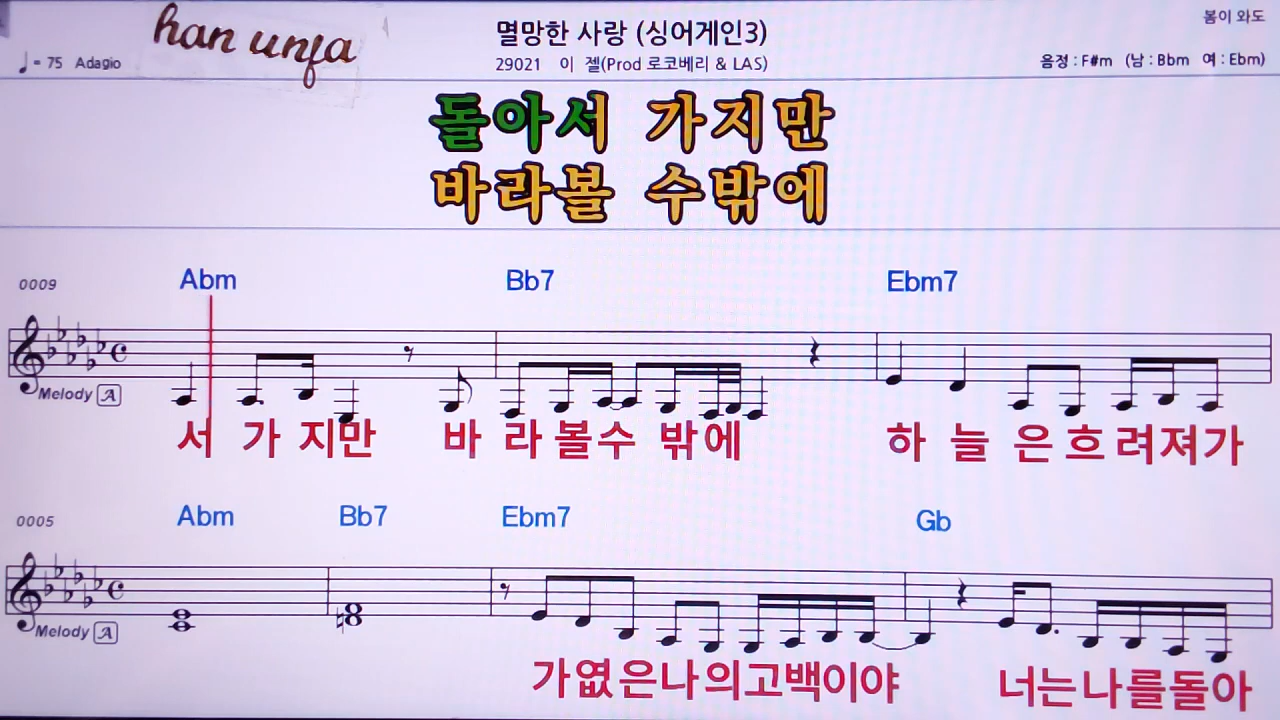 han unja
멸망한 사랑 (싱어게인3)
봄이 와도
♩= 75 Adagio
29021 이 젤(Prod 로코베리 & LAS)
음정 : F#m (남 : Bbm 여 : Ebm)
돌아서 가지만
바라볼 수밖에
0009 Abm Bb7 Ebm7
Melody A
서 가 지만 바 라 볼수 밖에 하 늘 은 흐 려져가
0005 Abm Bb7 Ebm7 Gb
Melody A
가엾은나의고백이야 너는나를돌아